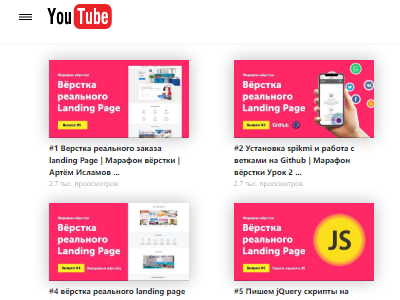 YouTube
Марафон вёрстки
Вёрстка
реального
Landing Page
Выпуск #1
#1 Верстка реального заказа
landing Page | Марафон вёрстки |
Артём Исламов ...
2.7 тыс. просмотров
Марафон вёрстки
Вёрстка
реального
Landing Page
Выпуск #2
GitHub
#2 Установка spikmi и работа с
ветками на Github | Марафон
вёрстки Урок 2 ...
2.7 тыс. просмотров
Марафон вёрстки
Вёрстка
реального
Landing Page
Выпуск #4
Завершаем вёрстку
#4 вёрстка реального landing page
Марафон вёрстки
Вёрстка
реального
Landing Page
Выпуск #5
Пишем скрипты на JS
JS
#5 Пишем jQuery скрипты на